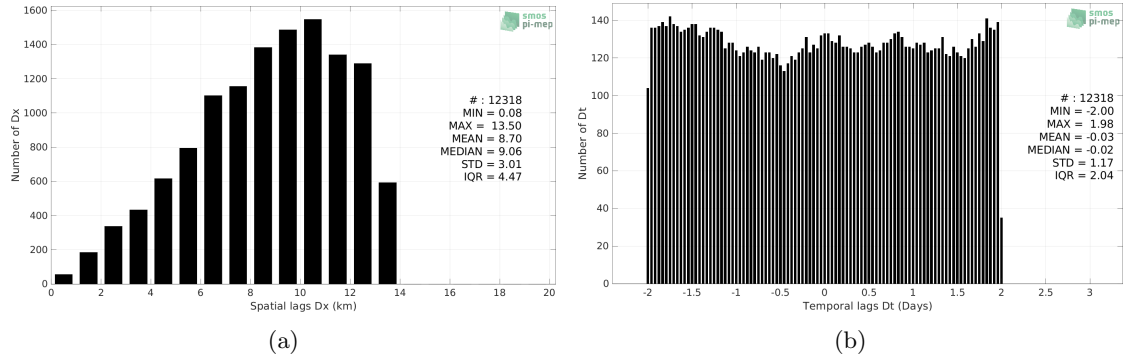 1600
1400
1200
1000
800
600
400
200
0
Number of Dx
smos
pi-mep
# : 12318
MIN = 0.08
MAX = 13.50
MEAN = 8.70
MEDIAN = 9.06
STD = 3.01
IQR = 4.47
0 2 4 6 8 10 12 14 16 18 20
Spatial lags Dx (km)
(a)
140
120
100
80
60
40
20
0
Number of Dt
smos
pi-mep
# : 12318
MIN = -2.00
MAX = 1.98
MEAN = -0.03
MEDIAN = -0.02
STD = 1.17
IQR = 2.04
-2 -1.5 -1 -0.5 0 0.5 1 1.5 2 2.5 3
Temporal lags Dt (Days)
(b)